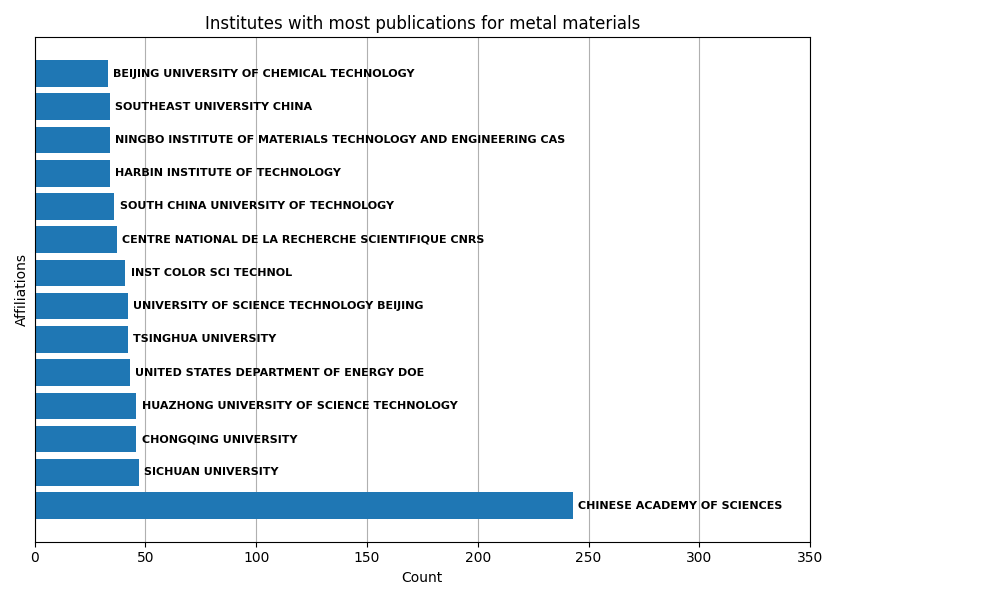 Institutes with most publications for metal materials
BEIJING UNIVERSITY OF CHEMICAL TECHNOLOGY
SOUTHEAST UNIVERSITY CHINA
NINGBO INSTITUTE OF MATERIALS TECHNOLOGY AND ENGINEERING CAS
HARBIN INSTITUTE OF TECHNOLOGY
SOUTH CHINA UNIVERSITY OF TECHNOLOGY
CENTRE NATIONAL DE LA RECHERCHE SCIENTIFIQUE CNRS
INST COLOR SCI TECHNOL
UNIVERSITY OF SCIENCE TECHNOLOGY BEIJING
TSINGHUA UNIVERSITY
UNITED STATES DEPARTMENT OF ENERGY DOE
HUAZHONG UNIVERSITY OF SCIENCE TECHNOLOGY
CHONGQING UNIVERSITY
SICHUAN UNIVERSITY
CHINESE ACADEMY OF SCIENCES
Affiliations
0 50 100 150 200 250 300 350
Count